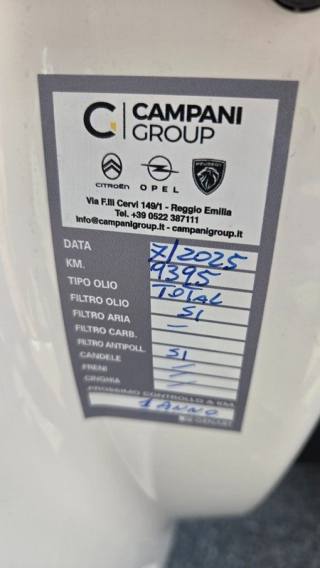 CAMPANI
GROUP
CITROËN OPEL PEUGEOT
Via F.lli Cervi 149/1 - Reggio Emilia
Tel. +39 0522 387111
Info@campanigroup.it - campanigroup.it
DATA 7/2025
KM. 19395
TIPO OLIO TOTAL
FILTRO OLIO SI
FILTRO ARIA —
FILTRO CARB.
FILTRO ANTIPOLL. SI
CANDELE /
FRENI /
CINGHIA
PROSSIMO CONTROLLO A KM.
1 ANNO